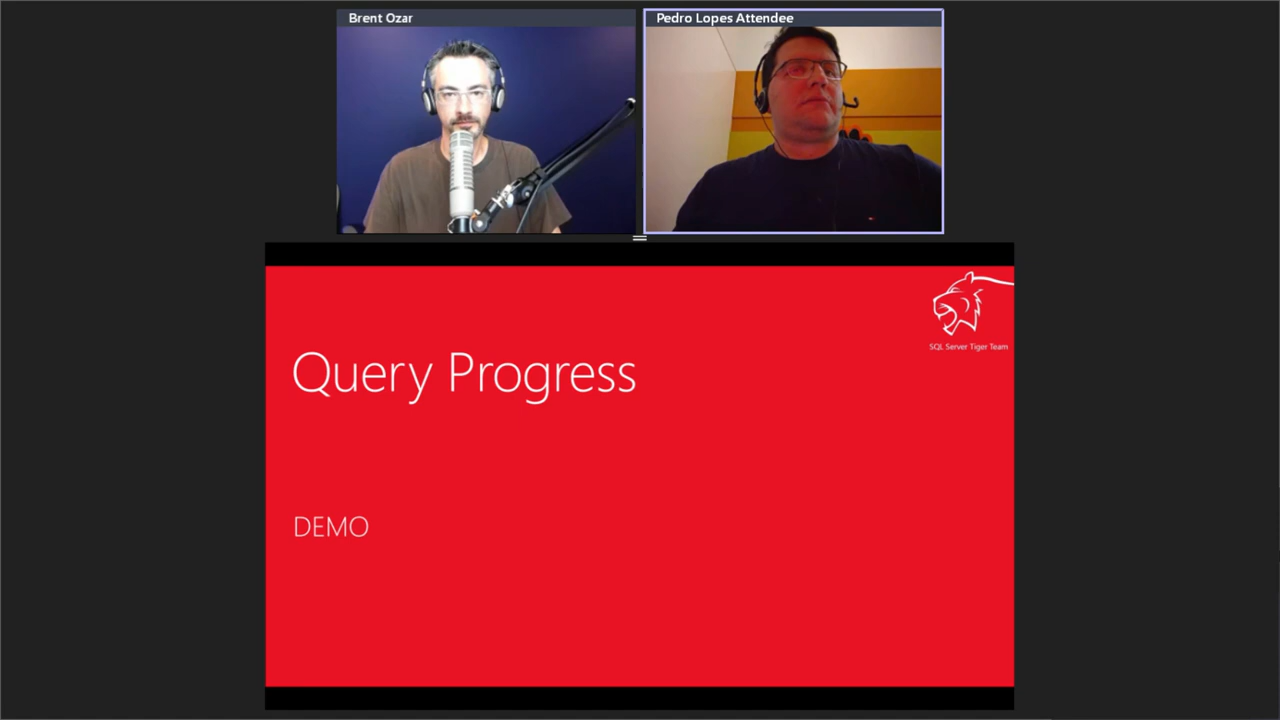 Brent Ozar
Pedro Lopes Attendee
SQL Server Tiger Team
Query Progress
DEMO